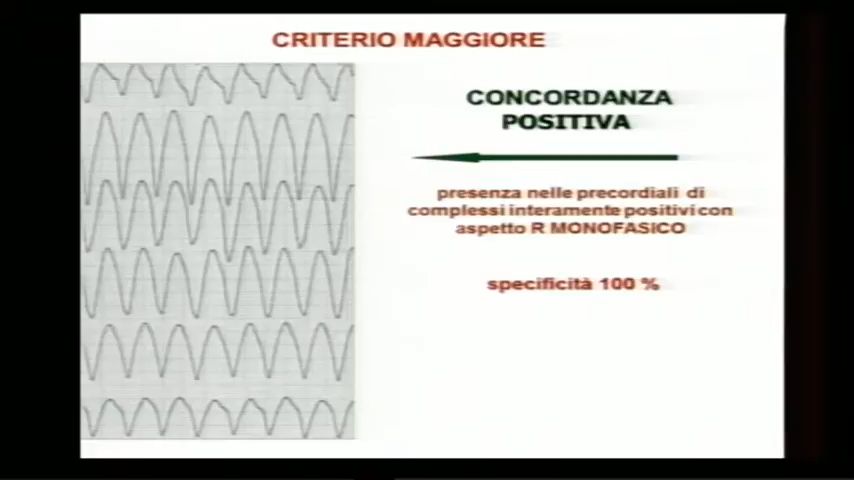 CRITERIO MAGGIORE
CONCORDANZA
POSITIVA
presenza nelle precordiali di
complessi interamente positivi con
aspetto R MONOFASICO
specificità 100 %